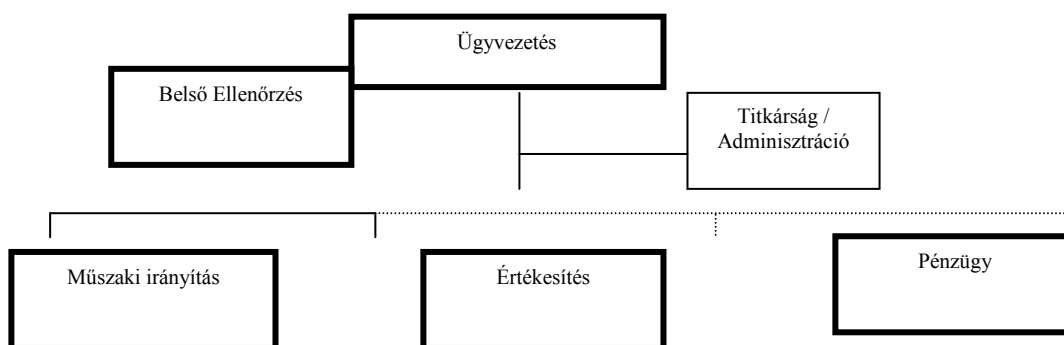 Ügyvezetés
Belső Ellenőrzés
Titkárság /
Adminisztráció
Műszaki irányítás
Értékesítés
Pénzügy